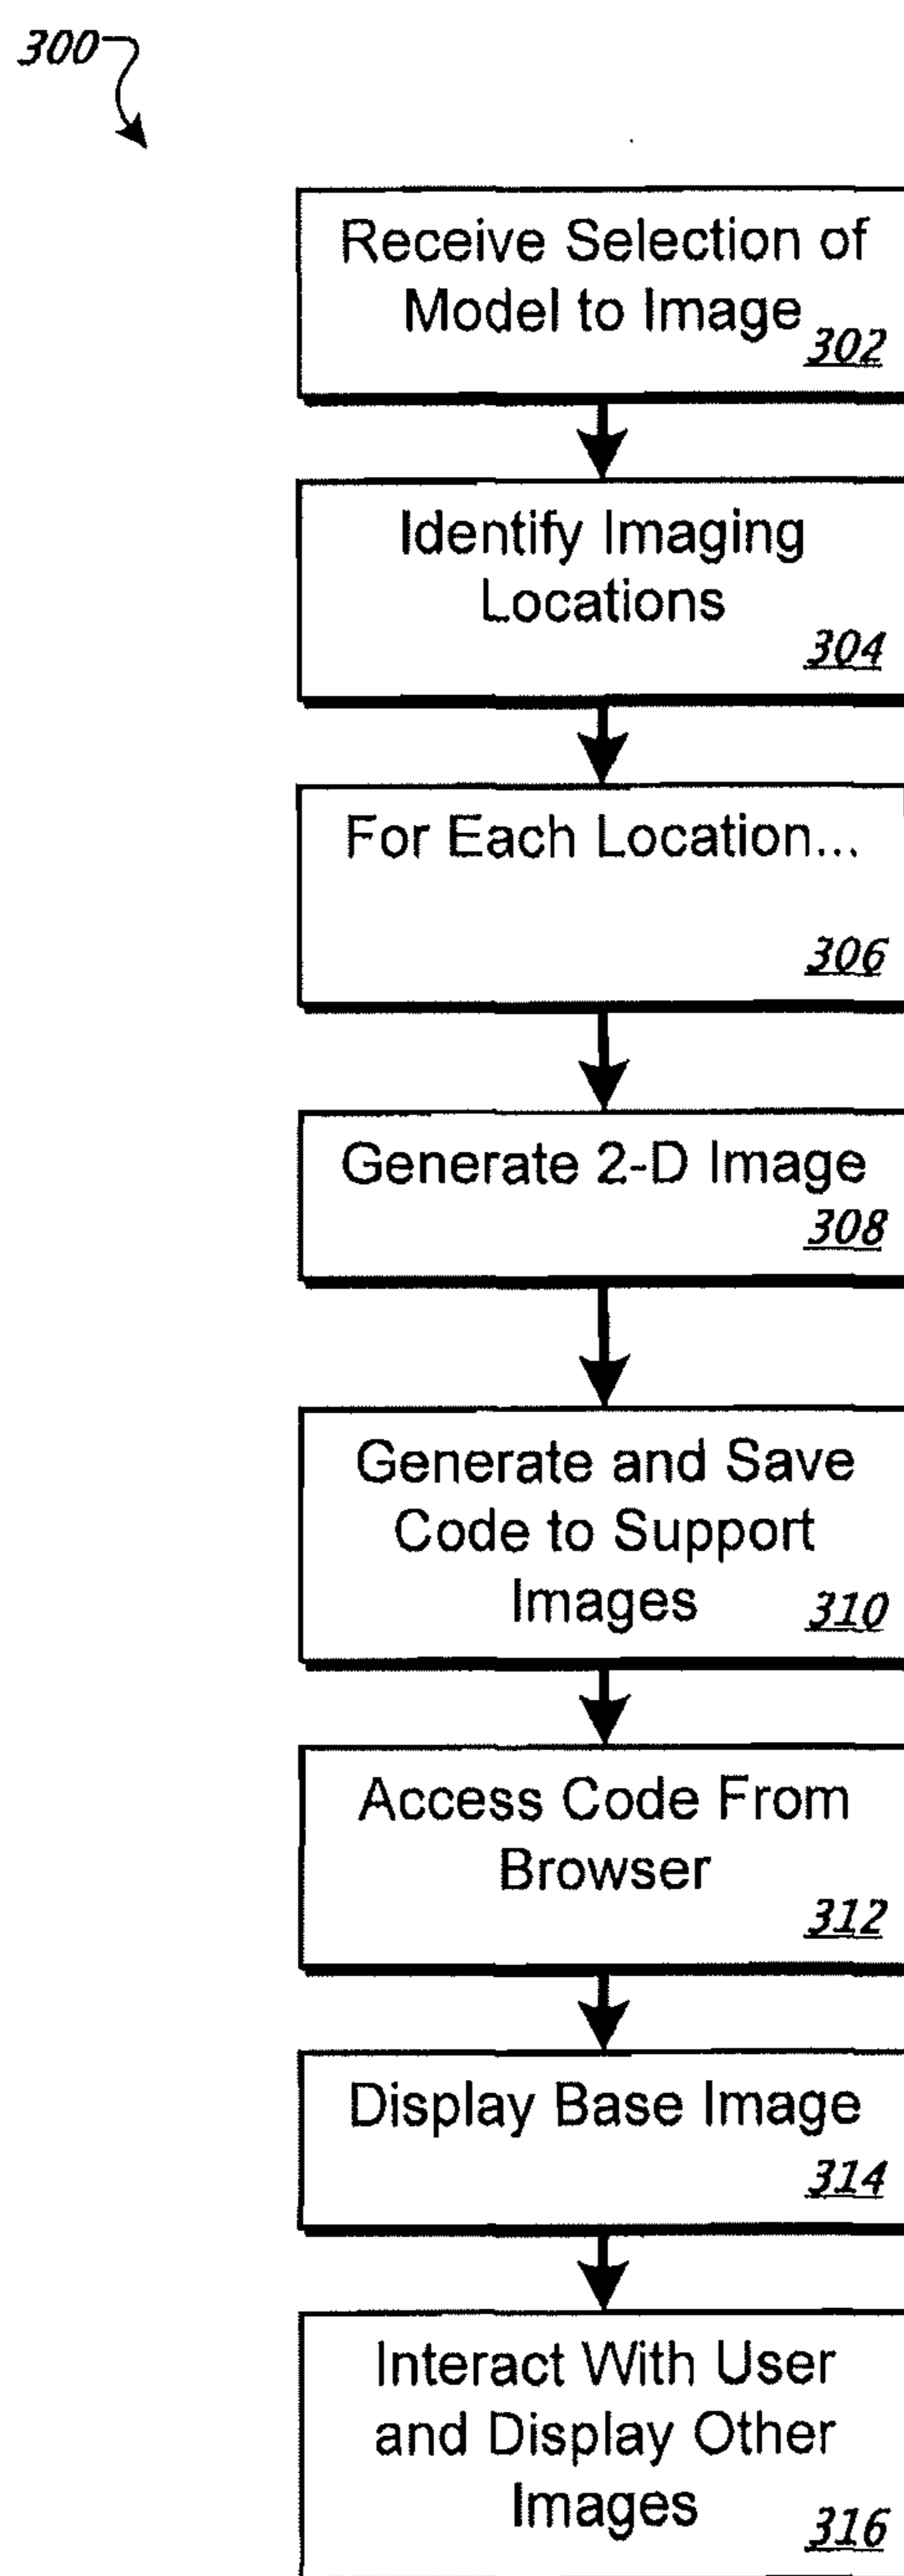 300
Receive Selection of
Model to Image
302
Identify Imaging
Locations
304
For Each Location...
306
Generate 2-D Image
308
Generate and Save
Code to Support
Images
310
Access Code From
Browser
312
Display Base Image
314
Interact With User
and Display Other
Images
316